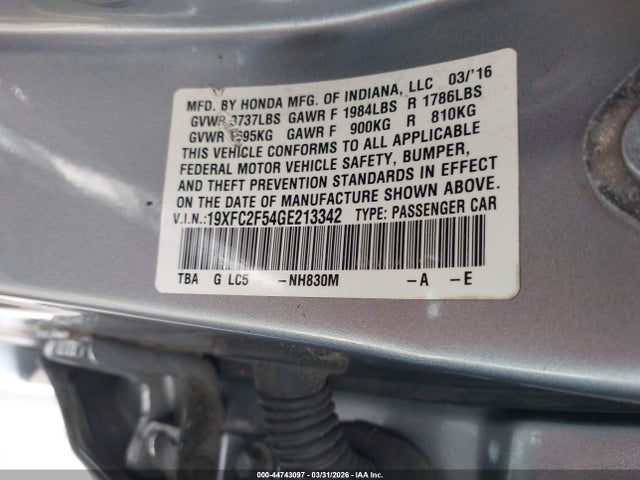 MFD. BY HONDA MFG. OF INDIANA, LLC 03/'16
GVWR 3737LBS GAWR F 1984LBS R 1786LBS
GVWR 1695KG GAWR F 900KG R 810KG
THIS VEHICLE CONFORMS TO ALL APPLICABLE
FEDERAL MOTOR VEHICLE SAFETY, BUMPER,
AND THEFT PREVENTION STANDARDS IN EFFECT
ON THE DATE OF MANUFACTURE SHOWN ABOVE.
V.I.N.:19XFC2F54GE213342 TYPE: PASSENGER CAR
TBA G LC5 -NH830M -A -E
000-44743097 - 03/31/2026 - IAA Inc.